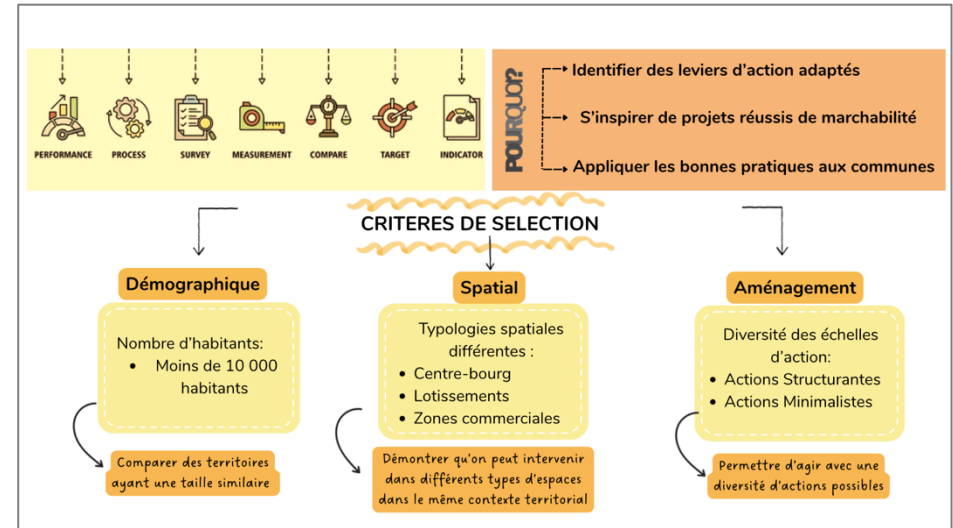 PERFORMANCE
PROCESS
SURVEY
MEASUREMENT
COMPARE
TARGET
INDICATOR
POURQUOI?
Identifier des leviers d'action adaptés
S'inspirer de projets réussis de marchabilité
Appliquer les bonnes pratiques aux communes
CRITERES DE SELECTION
Démographique
Nombre d'habitants:
• Moins de 10 000
habitants
Comparer des territoires
ayant une taille similaire
Spatial
Typologies spatiales
différentes :
• Centre-bourg
• Lotissements
• Zones commerciales
Démontrer qu'on peut intervenir
dans différents types d'espaces
dans le même contexte territorial
Aménagement
Diversité des échelles
d'action:
• Actions Structurantes
• Actions Minimalistes
Permettre d'agir avec une
diversité d'actions possibles